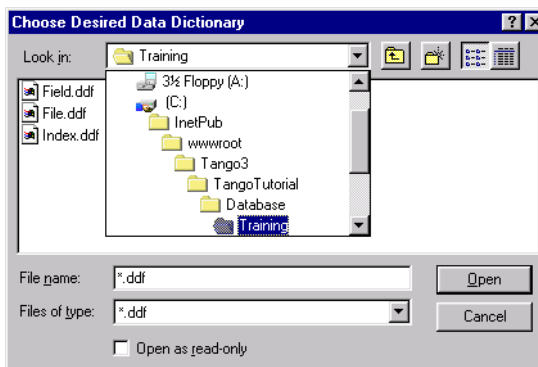 Choose Desired Data Dictionary
Look in: Training
3½ Floppy (A:)
(C:)
InetPub
wwwroot
Tango3
TangoTutorial
Database
Training
Field.ddf
File.ddf
Index.ddf
File name: *.ddf
Open
Files of type: *.ddf
Cancel
Open as read-only